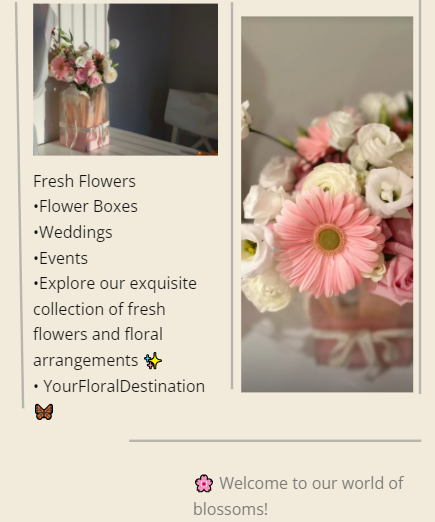 Fresh Flowers
•Flower Boxes
•Weddings
•Events
•Explore our exquisite
collection of fresh
flowers and floral
arrangements ✨
• YourFloralDestination
🦋
🌸 Welcome to our world of
blossoms!